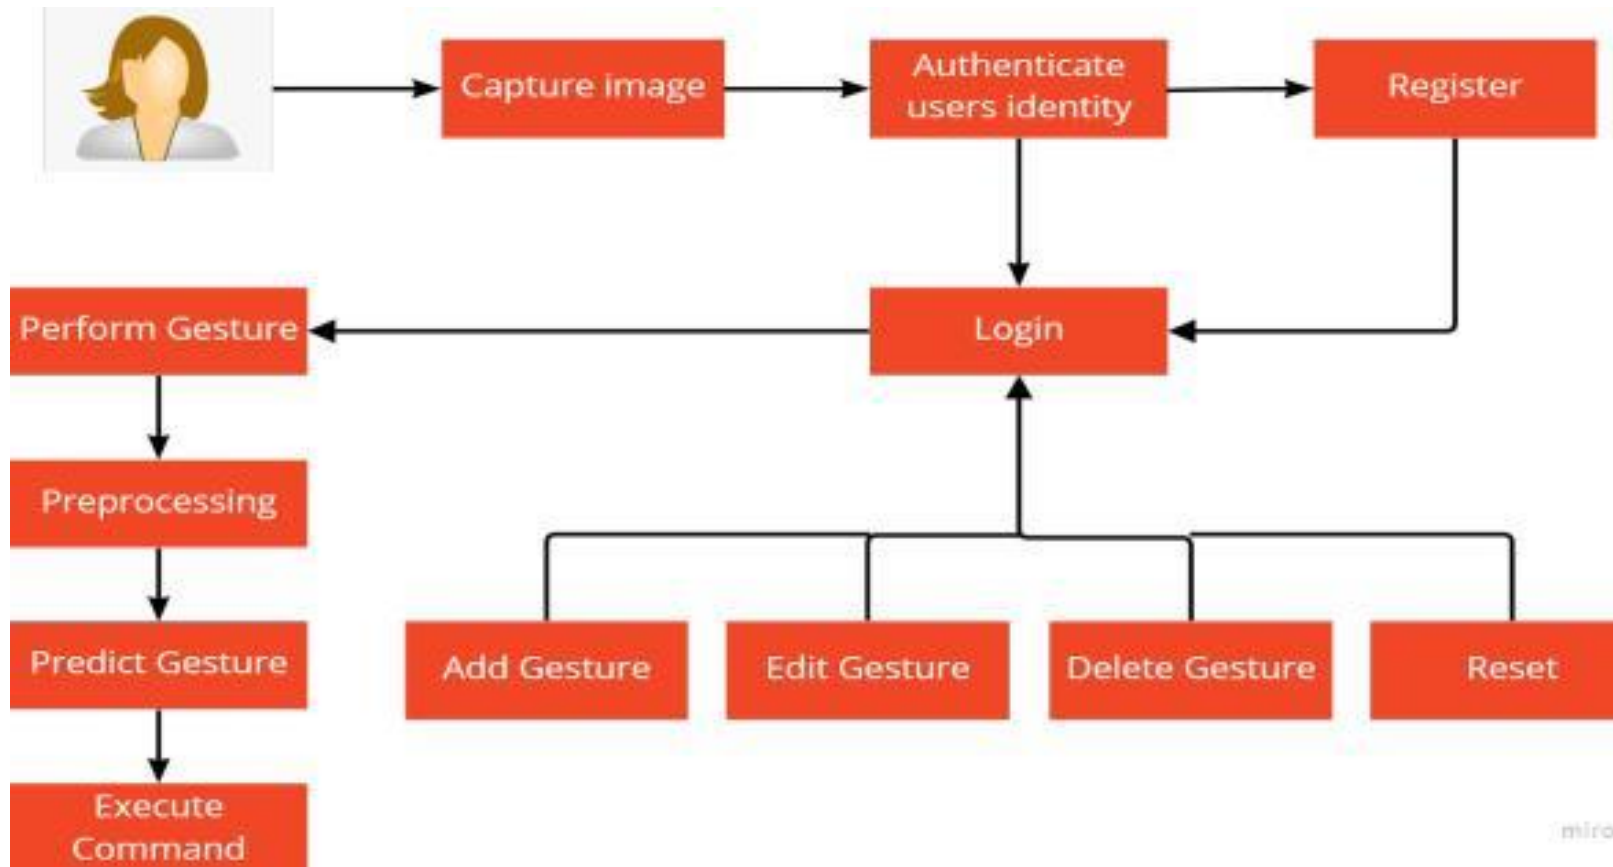 Capture image
Authenticate
users identity
Register
Perform Gesture
Login
Preprocessing
Predict Gesture
Add Gesture
Edit Gesture
Delete Gesture
Reset
Execute
Command
miro